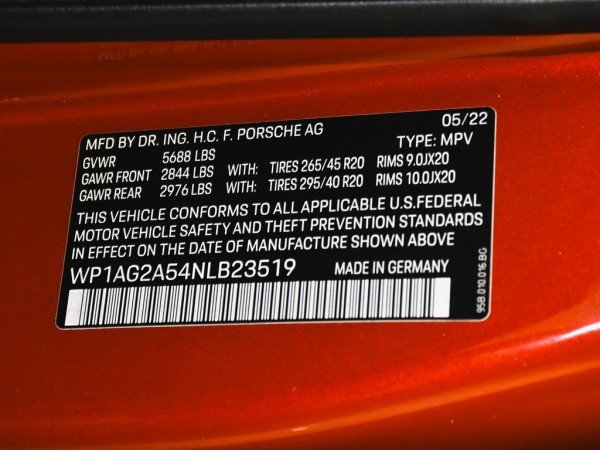 MFD BY DR. ING. H.C. F. PORSCHE AG 05/22
GVWR 5688 LBS TYPE: MPV
GAWR FRONT 2844 LBS WITH: TIRES 265/45 R20 RIMS 9.0JX20
GAWR REAR 2976 LBS WITH: TIRES 295/40 R20 RIMS 10.0JX20
THIS VEHICLE CONFORMS TO ALL APPLICABLE U.S.FEDERAL
MOTOR VEHICLE SAFETY AND THEFT PREVENTION STANDARDS
IN EFFECT ON THE DATE OF MANUFACTURE SHOWN ABOVE
WP1AG2A54NLB23519 MADE IN GERMANY
95B.010.016.BG